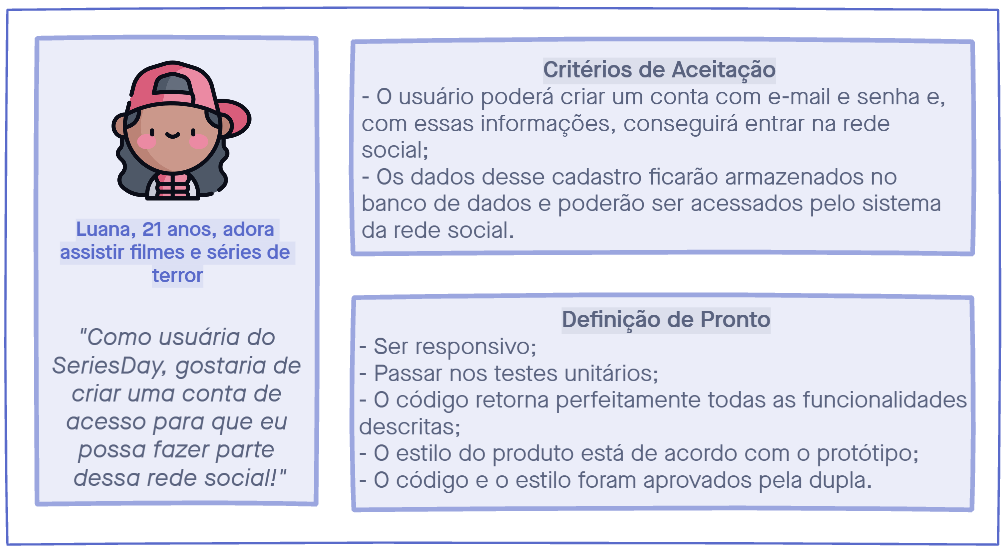 Luana, 21 anos, adora
assistir filmes e séries de
terror
"Como usuária do
SeriesDay, gostaria de
criar uma conta de
acesso para que eu
possa fazer parte
dessa rede social!"
Critérios de Aceitação
- O usuário poderá criar um conta com e-mail e senha e,
com essas informações, conseguirá entrar na rede
social;
- Os dados desse cadastro ficarão armazenados no
banco de dados e poderão ser acessados pelo sistema
da rede social.
Definição de Pronto
- Ser responsivo;
- Passar nos testes unitários;
- O código retorna perfeitamente todas as funcionalidades
descritas;
- O estilo do produto está de acordo com o protótipo;
- O código e o estilo foram aprovados pela dupla.